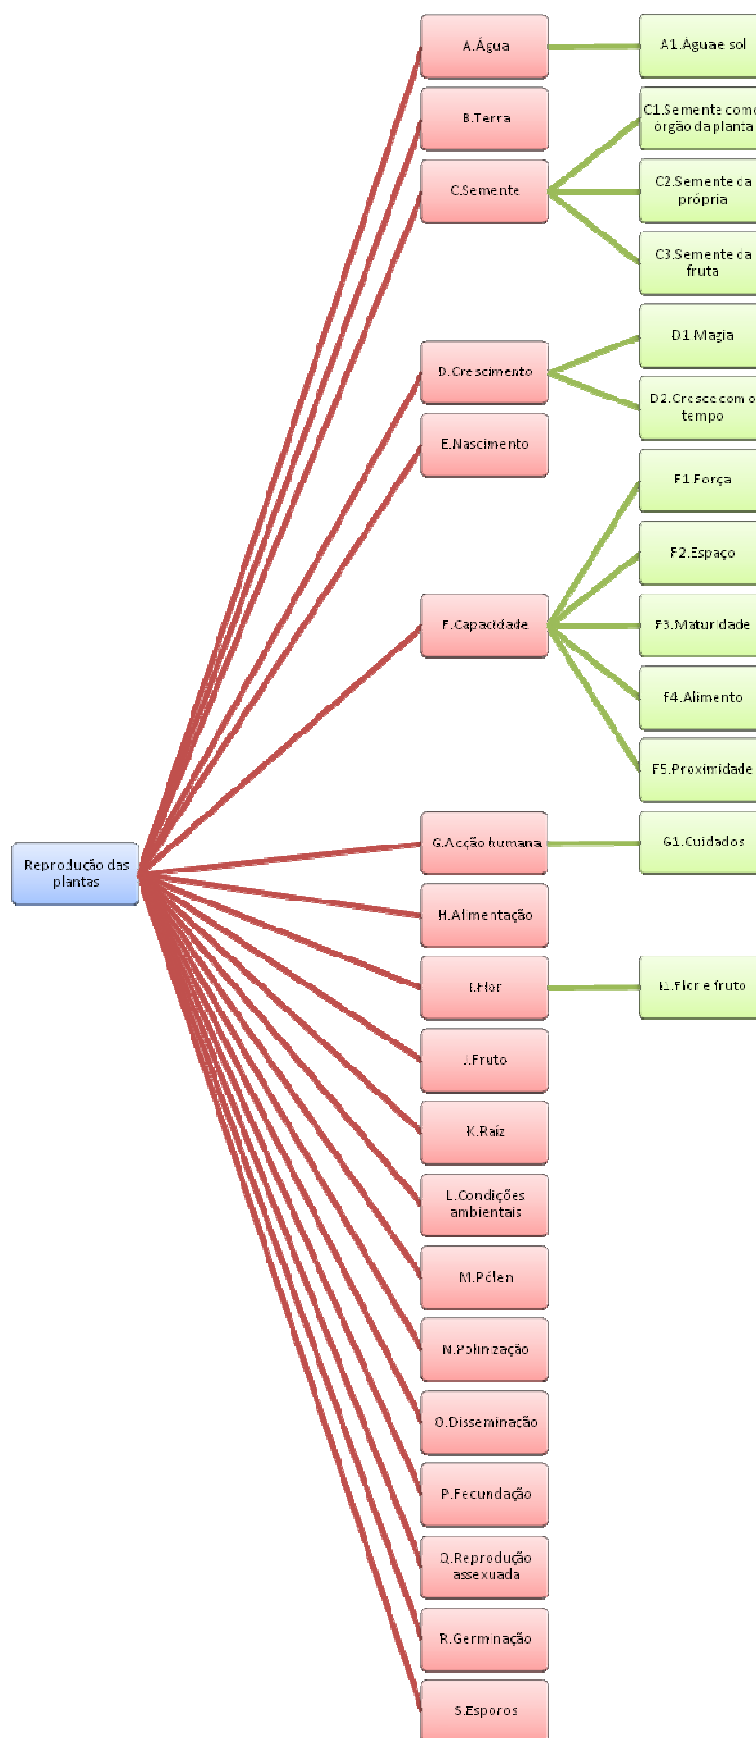 A.Água
A1.Água e sol
B.Terra
C1.Semente como
órgão da planta
C.Semente
C2.Semente da
própria
C3.Semente da
fruta
D1.Magia
D.Crescimento
D2.Cresce com o
tempo
E.Nascimento
F1.Força
F2.Espaço
F.Capacidade
F3.Maturidade
F4.Alimento
F5.Proximidade
Reprodução das
plantas
G.Acção humana
G1.Cuidados
H.Alimentação
I.Flor
I1.Flor e fruto
J.Fruto
K.Raíz
L.Condições
ambientais
M.Pólen
N.Polinização
O.Disseminação
P.Fecundação
Q.Reprodução
assexuada
R.Germinação
S.Esporos